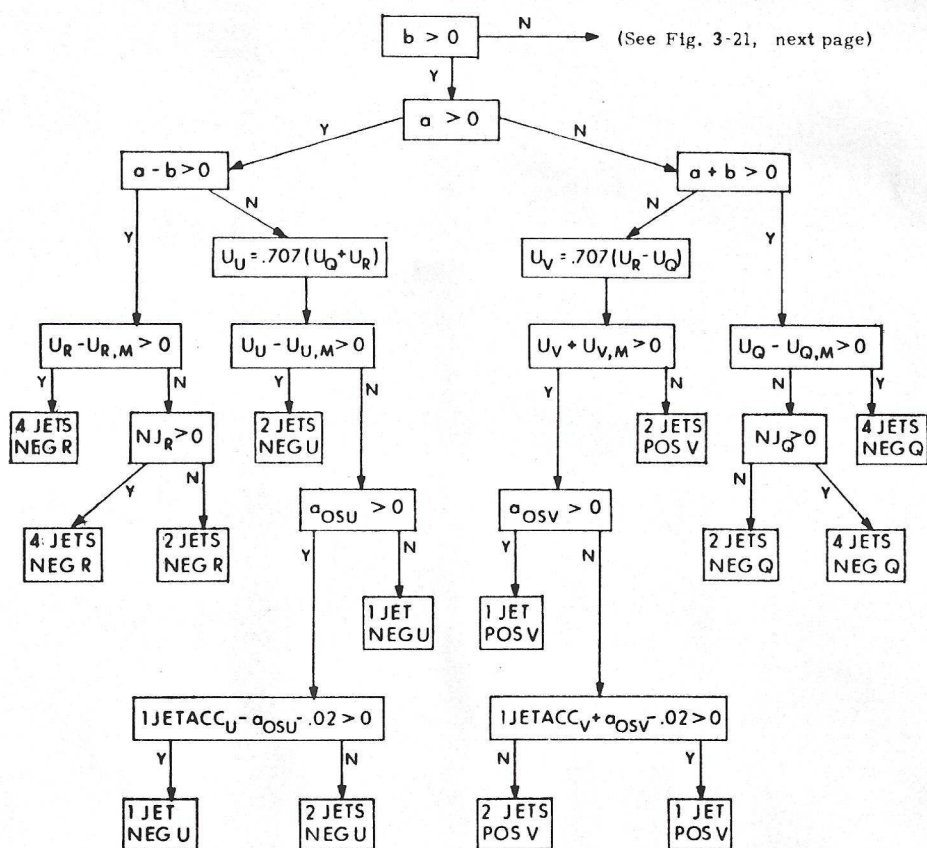 b > 0
N
(See Fig. 3-21, next page)
Y
a > 0
Y
N
a - b > 0
a + b > 0
N
N
Y
Y
U_U = .707(U_Q + U_R)
U_V = .707(U_R - U_Q)
U_R - U_R,M > 0
U_U - U_U,M > 0
U_V + U_V,M > 0
U_Q - U_Q,M > 0
Y
N
Y
N
Y
N
N
Y
4 JETS
NEG R
NJ_R > 0
2 JETS
NEG U
2 JETS
POS V
NJ_Q > 0
4 JETS
NEG Q
Y
N
N
Y
4 JETS
NEG R
2 JETS
NEG R
a_OSU > 0
a_OSV > 0
2 JETS
NEG Q
4 JETS
NEG Q
Y
N
Y
N
1 JET
NEG U
1 JET
POS V
1JETACC_U - a_OSU - .02 > 0
1JETACC_V + a_OSV - .02 > 0
Y
N
N
Y
1 JET
NEG U
2 JETS
NEG U
2 JETS
POS V
1 JET
POS V